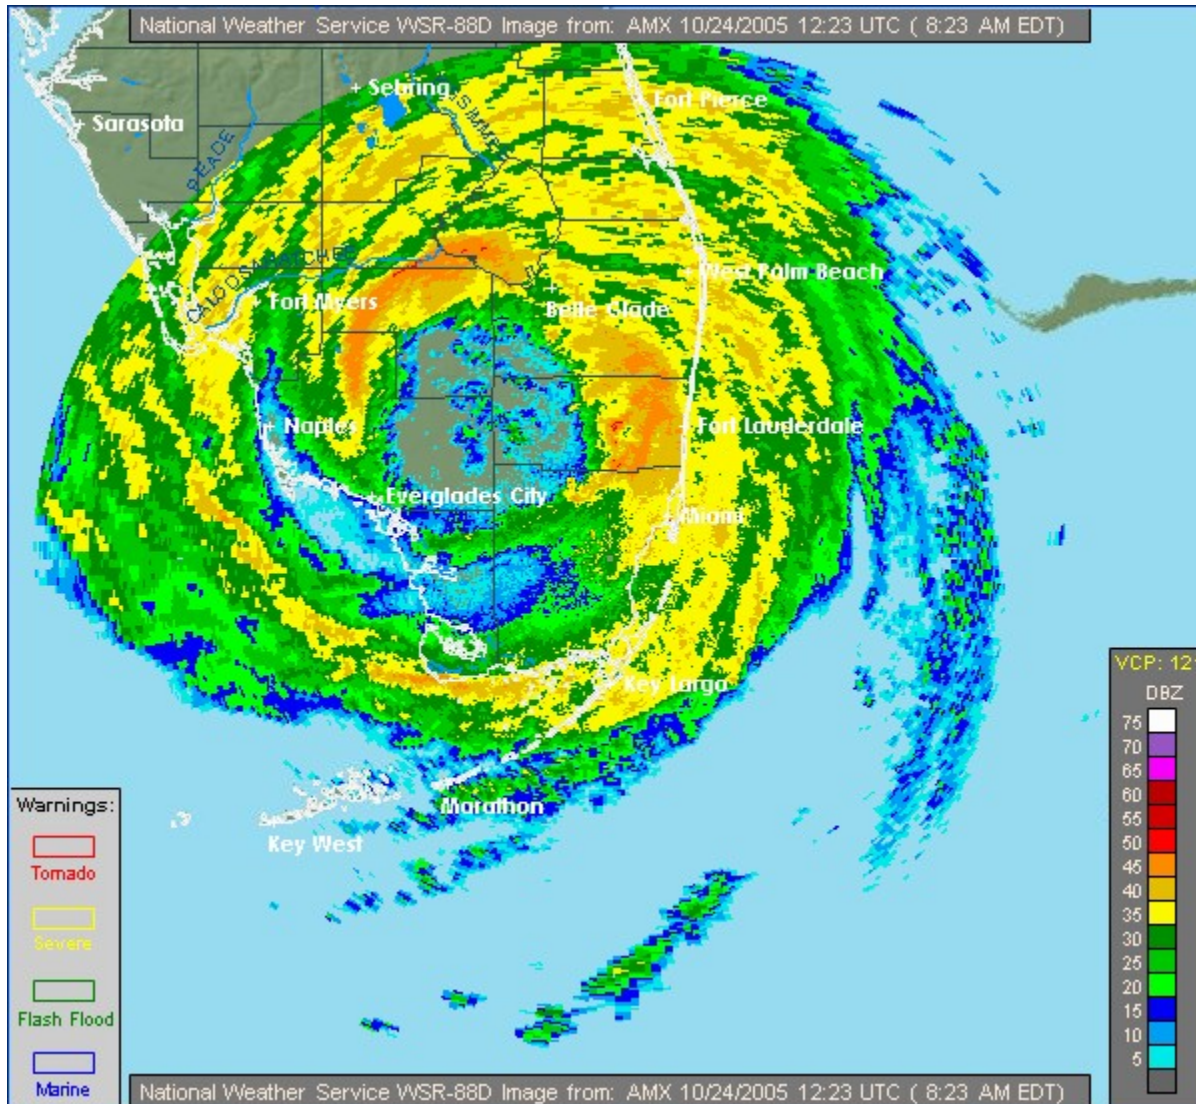 National Weather Service WSR-88D Image from: AMX 10/24/2005 12:23 UTC ( 8:23 AM EDT)
Sebring
Fort Pierce
Sarasota
PEADE
West Palm Beach
Fort Myers
Belle Glade
Naples
Fort Lauderdale
Everglades City
Miami
Key Largo
Marathon
Key West
VCP: 12
DBZ
75
70
65
60
55
50
45
40
35
30
25
20
15
10
5
Warnings:
Tornado
Severe
Flash Flood
Marine
National Weather Service WSR-88D Image from: AMX 10/24/2005 12:23 UTC ( 8:23 AM EDT)